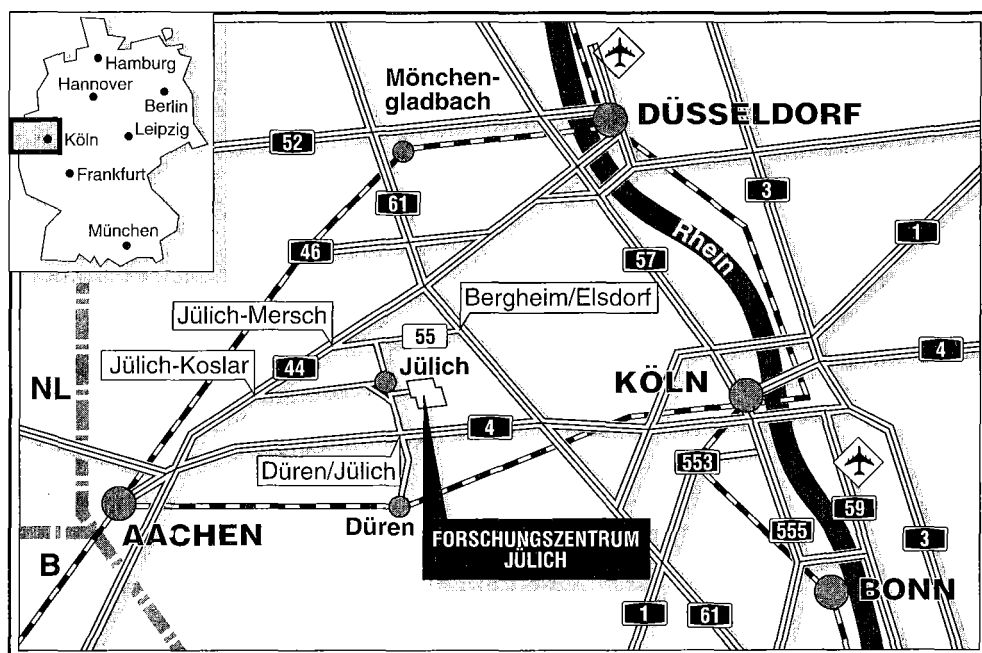 Hamburg
Hannover
Berlin
Köln
Leipzig
Frankfurt
München
Mönchen-
gladbach
DÜSSELDORF
52
61
3
1
46
57
Rhein
Bergheim/Elsdorf
Jülich-Mersch
55
Jülich-Koslar
44
Jülich
4
NL
KÖLN
4
Düren/Jülich
553
AACHEN
Düren
59
B
FORSCHUNGSZENTRUM
JÜLICH
555
3
BONN
1
61